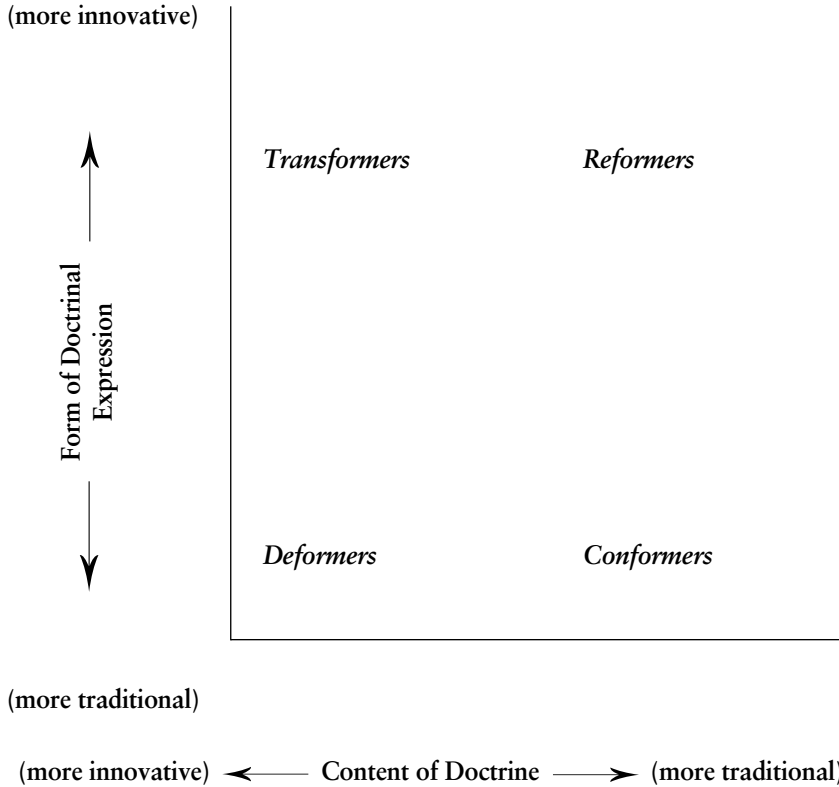 (more innovative)
Transformers
Reformers
Form of Doctrinal
Expression
Deformers
Conformers
(more traditional)
(more innovative)
Content of Doctrine
(more traditional)